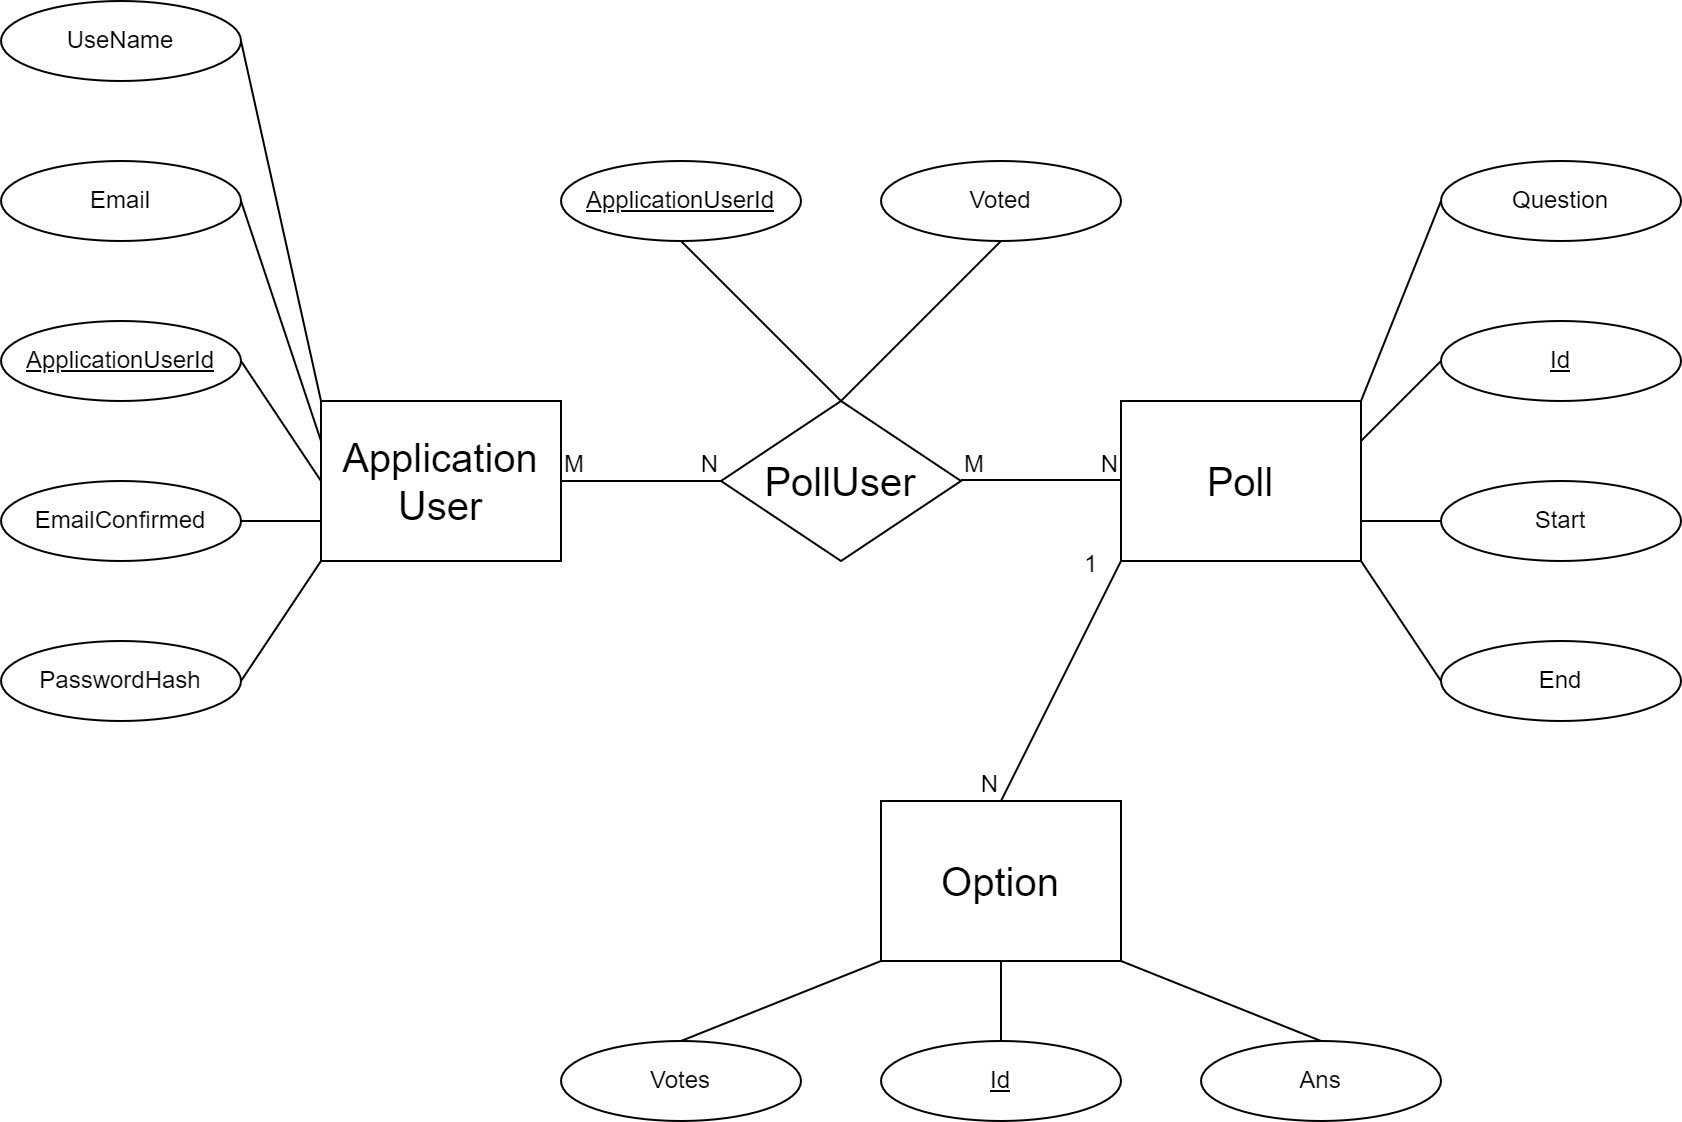 UseName
Email
ApplicationUserId
Voted
Question
ApplicationUserId
Id
Application
User
M
N
PollUser
M
N
Poll
EmailConfirmed
Start
1
PasswordHash
End
N
Option
Votes
Id
Ans